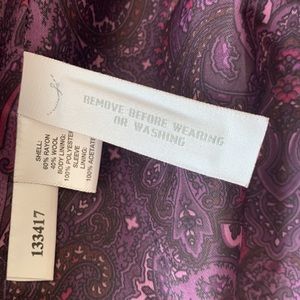 REMOVE BEFORE WEARING
OR WASHING
SHELL:
60% RAYON
40% WOOL
BODY LINING:
100% POLYESTER
SLEEVE
LINING:
100% ACETATE
133417